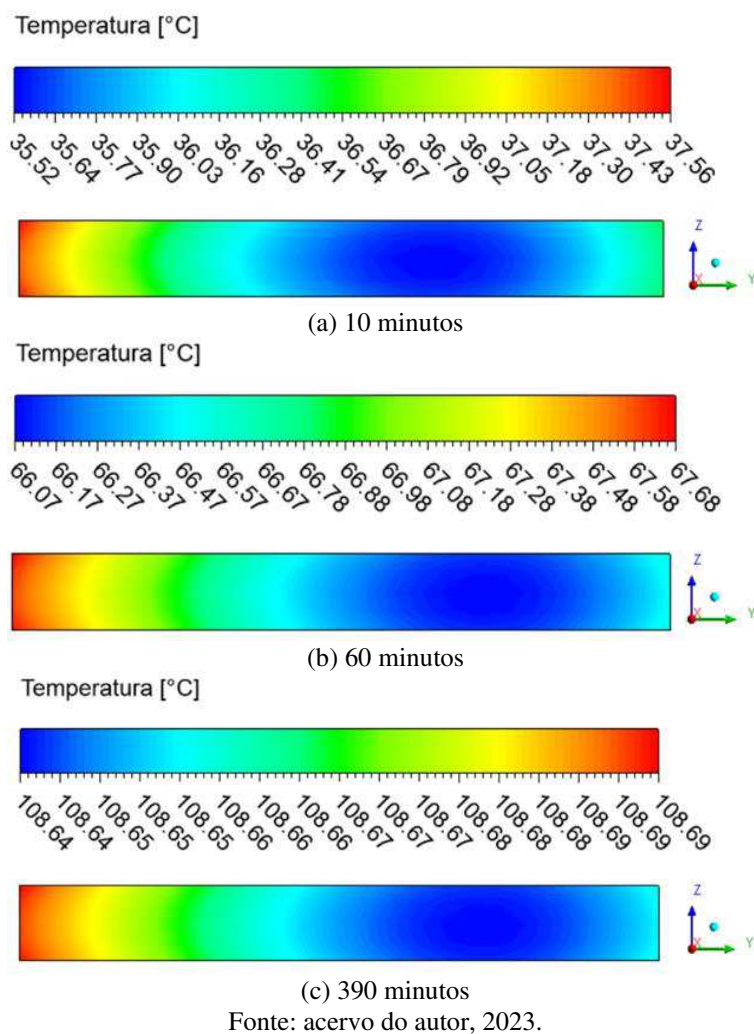 Temperatura [°C]
35.52 35.64 35.77 35.90 36.03 36.16 36.28 36.41 36.54 36.67 36.79 36.92 37.05 37.18 37.30 37.43 37.56
Z
X Y
(a) 10 minutos
Temperatura [°C]
66.07 66.17 66.27 66.37 66.47 66.57 66.67 66.78 66.88 66.98 67.08 67.18 67.28 67.38 67.48 67.58 67.68
Z
X Y
(b) 60 minutos
Temperatura [°C]
108.64 108.64 108.65 108.65 108.65 108.66 108.66 108.66 108.67 108.67 108.67 108.68 108.68 108.68 108.69 108.69 108.69
Z
X Y
(c) 390 minutos
Fonte: acervo do autor, 2023.